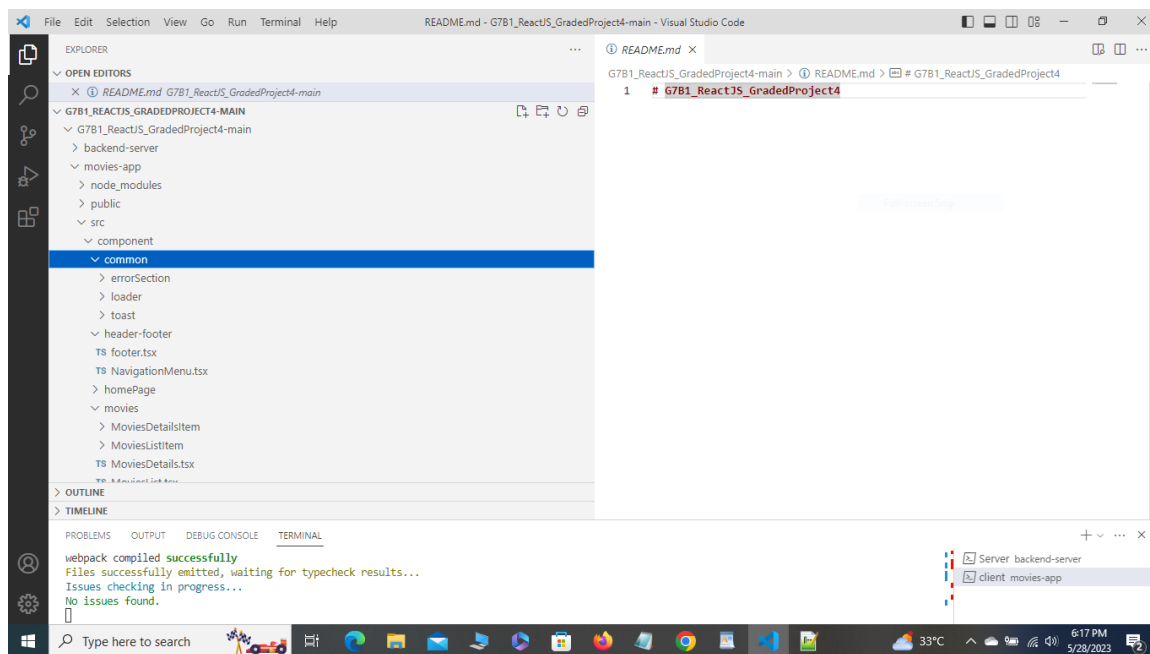 File Edit Selection View Go Run Terminal Help README.md - G7B1_ReactJS_GradedProject4-main - Visual Studio Code
EXPLORER
OPEN EDITORS
README.md G7B1_ReactJS_GradedProject4-main
G7B1_REACTJS_GRADEDPROJECT4-MAIN
G7B1_ReactJS_GradedProject4-main
backend-server
movies-app
node_modules
public
src
component
common
errorSection
loader
toast
header-footer
TS footer.tsx
TS NavigationMenu.tsx
homePage
movies
MoviesDetailsItem
MoviesListItem
TS MoviesDetails.tsx
TS MoviesList.tsx
OUTLINE
TIMELINE
README.md
G7B1_ReactJS_GradedProject4-main > README.md > # G7B1_ReactJS_GradedProject4
1 # G7B1_ReactJS_GradedProject4
PROBLEMS OUTPUT DEBUG CONSOLE TERMINAL
webpack compiled successfully
Files successfully emitted, waiting for typecheck results...
Issues checking in progress...
No issues found.
Server backend-server
client movies-app
Type here to search
33°C
6:17 PM
5/28/2023
2